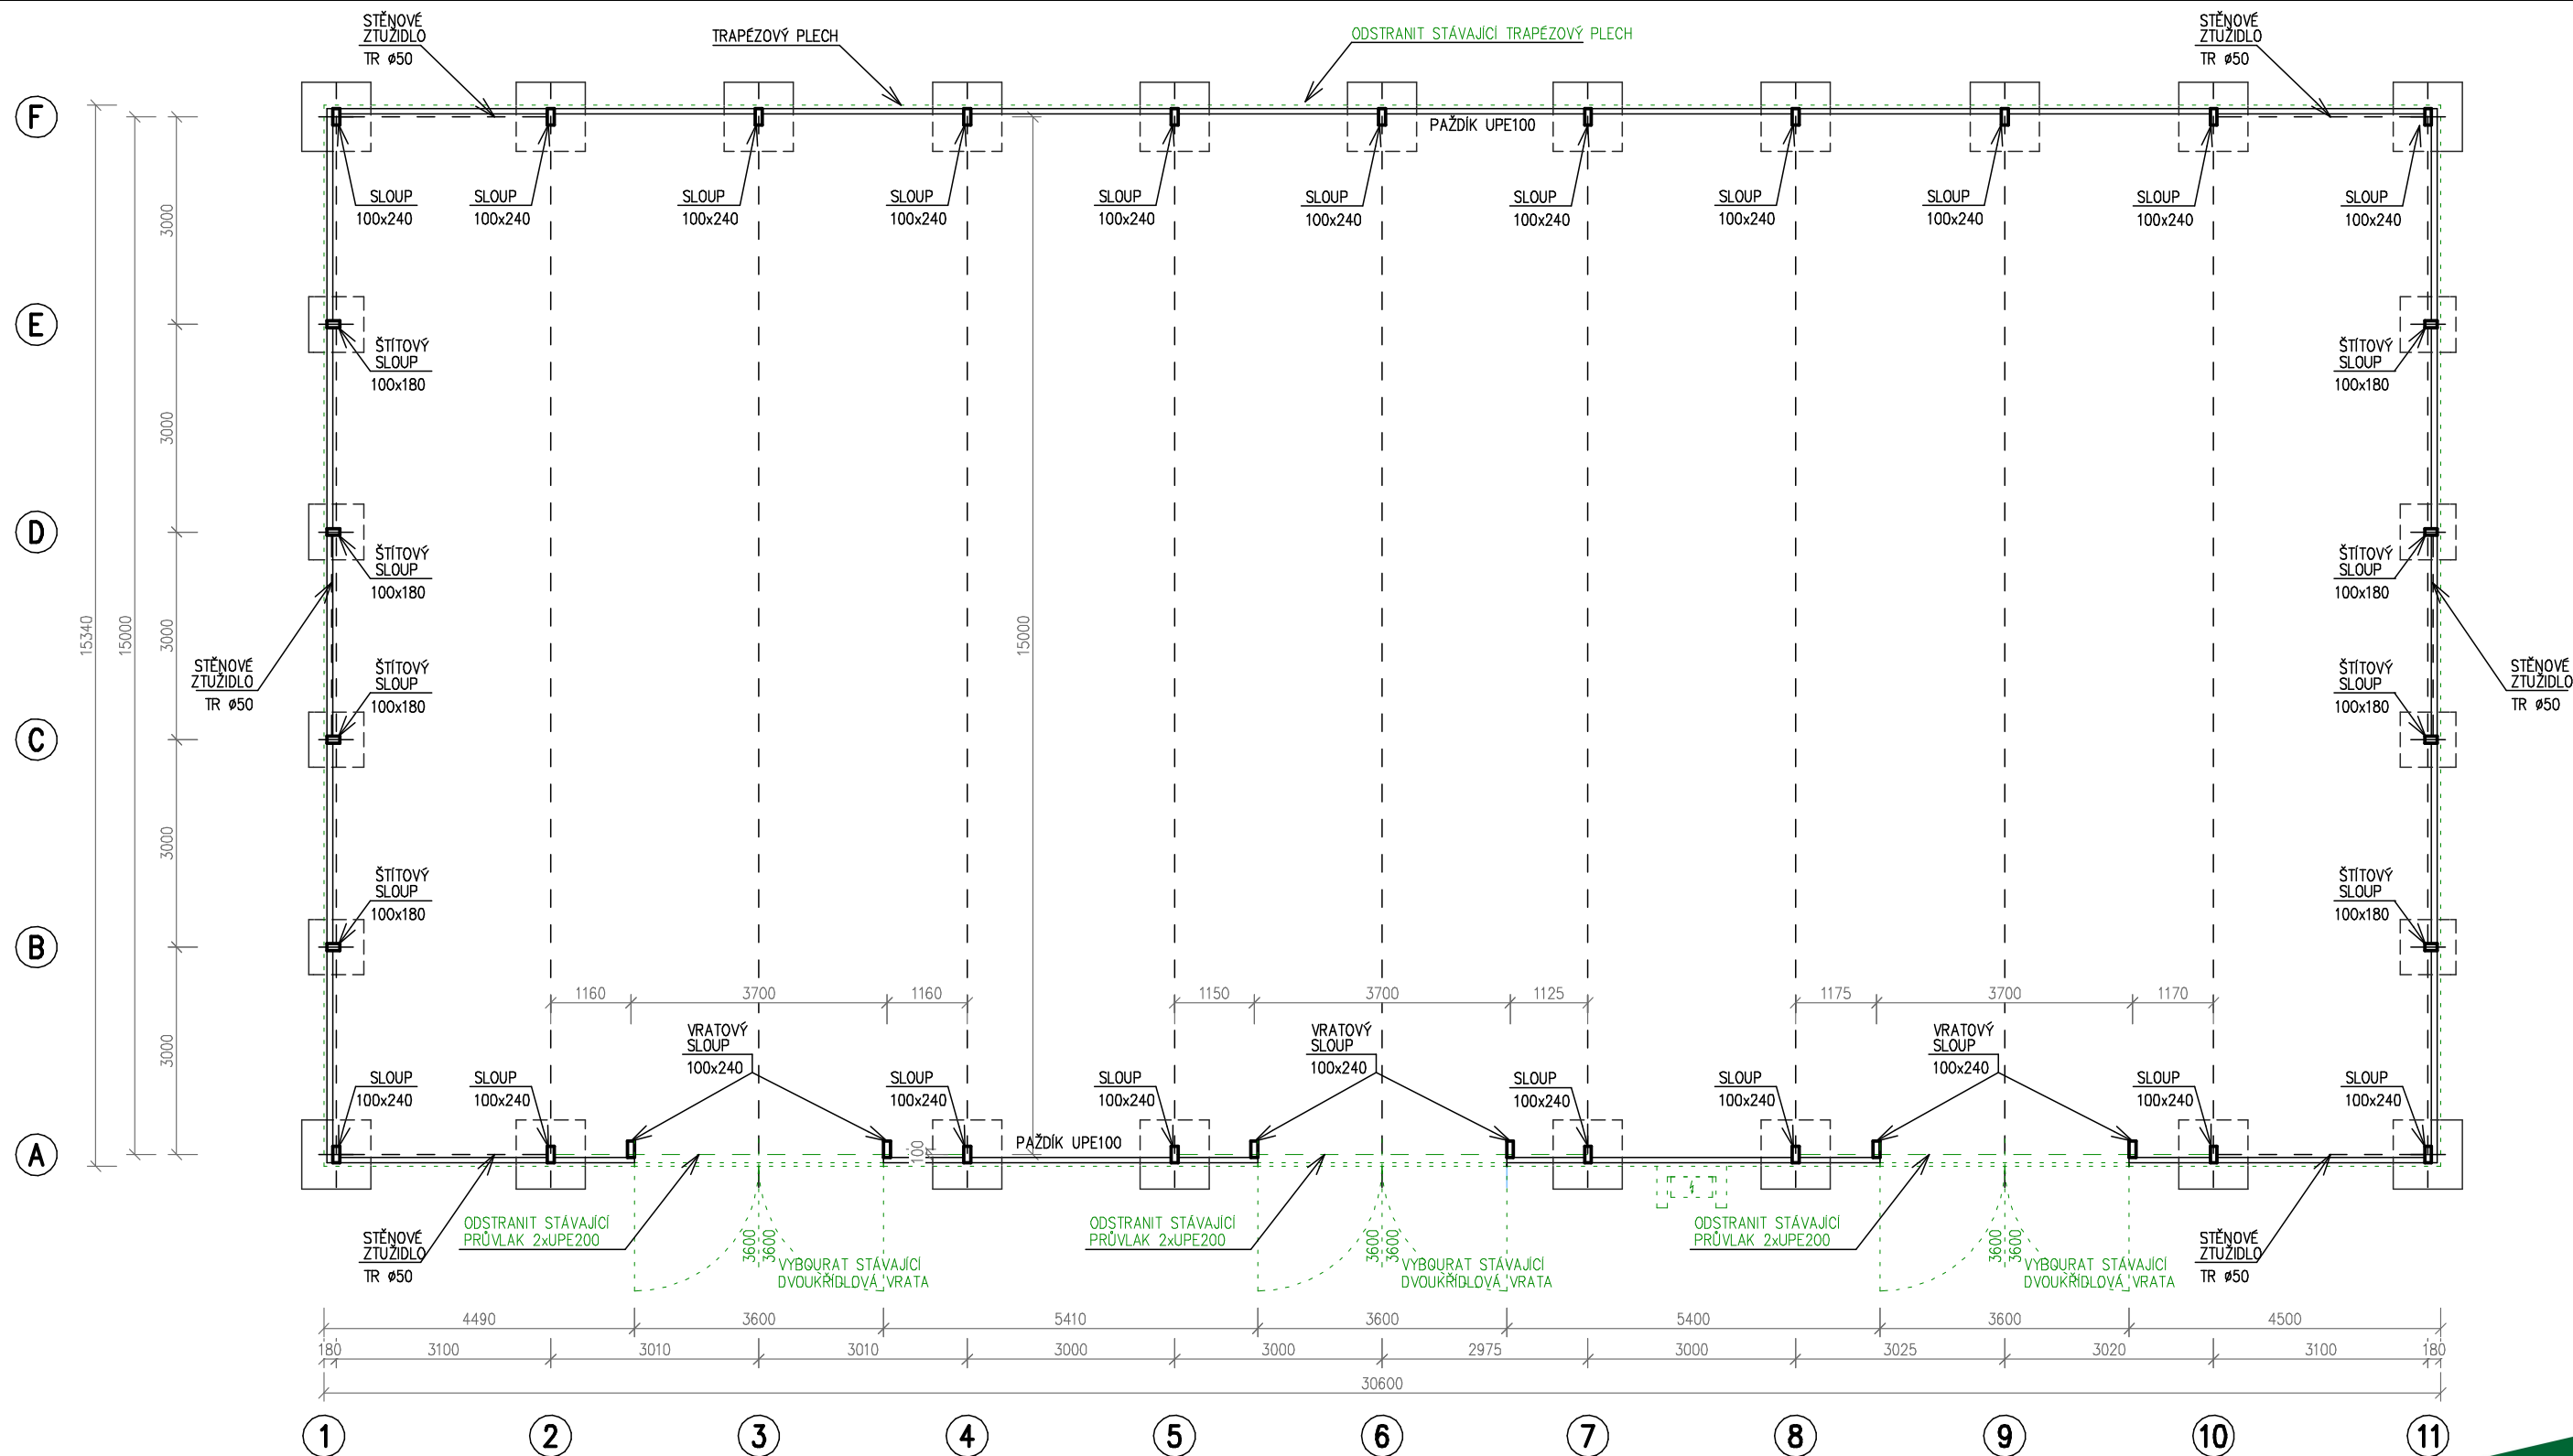 STĚNOVÉ
ZTUŽIDLO
TR ø50
TRAPÉZOVÝ PLECH
ODSTRANIT STÁVAJÍCÍ TRAPÉZOVÝ PLECH
STĚNOVÉ
ZTUŽIDLO
TR ø50
F
PAŽDÍK UPE100
SLOUP
100x240
SLOUP
100x240
SLOUP
100x240
SLOUP
100x240
SLOUP
100x240
SLOUP
100x240
SLOUP
100x240
SLOUP
100x240
SLOUP
100x240
SLOUP
100x240
SLOUP
100x240
3000
E
ŠTÍTOVÝ
SLOUP
100x180
ŠTÍTOVÝ
SLOUP
100x180
3000
D
ŠTÍTOVÝ
SLOUP
100x180
ŠTÍTOVÝ
SLOUP
100x180
15340
15000
3000
15000
STĚNOVÉ
ZTUŽIDLO
TR ø50
ŠTÍTOVÝ
SLOUP
100x180
ŠTÍTOVÝ
SLOUP
100x180
STĚNOVÉ
ZTUŽIDLO
TR ø50
C
3000
ŠTÍTOVÝ
SLOUP
100x180
ŠTÍTOVÝ
SLOUP
100x180
B
1160
3700
1160
1150
3700
1125
1175
3700
1170
3000
VRATOVÝ
SLOUP
100x240
VRATOVÝ
SLOUP
100x240
VRATOVÝ
SLOUP
100x240
SLOUP
100x240
SLOUP
100x240
SLOUP
100x240
SLOUP
100x240
SLOUP
100x240
SLOUP
100x240
SLOUP
100x240
SLOUP
100x240
A
100
PAŽDÍK UPE100
STĚNOVÉ
ZTUŽIDLO
TR ø50
ODSTRANIT STÁVAJÍCÍ
PRŮVLAK 2xUPE200
3600
3600
VYBOURAT STÁVAJÍCÍ
DVOUKŘÍDLOVÁ VRATA
ODSTRANIT STÁVAJÍCÍ
PRŮVLAK 2xUPE200
3600
3600
VYBOURAT STÁVAJÍCÍ
DVOUKŘÍDLOVÁ VRATA
ODSTRANIT STÁVAJÍCÍ
PRŮVLAK 2xUPE200
3600
3600
VYBOURAT STÁVAJÍCÍ
DVOUKŘÍDLOVÁ VRATA
STĚNOVÉ
ZTUŽIDLO
TR ø50
4490
3600
5410
3600
5400
3600
4500
180
3100
3010
3010
3000
3000
2975
3000
3025
3020
3100
180
30600
1
2
3
4
5
6
7
8
9
10
11